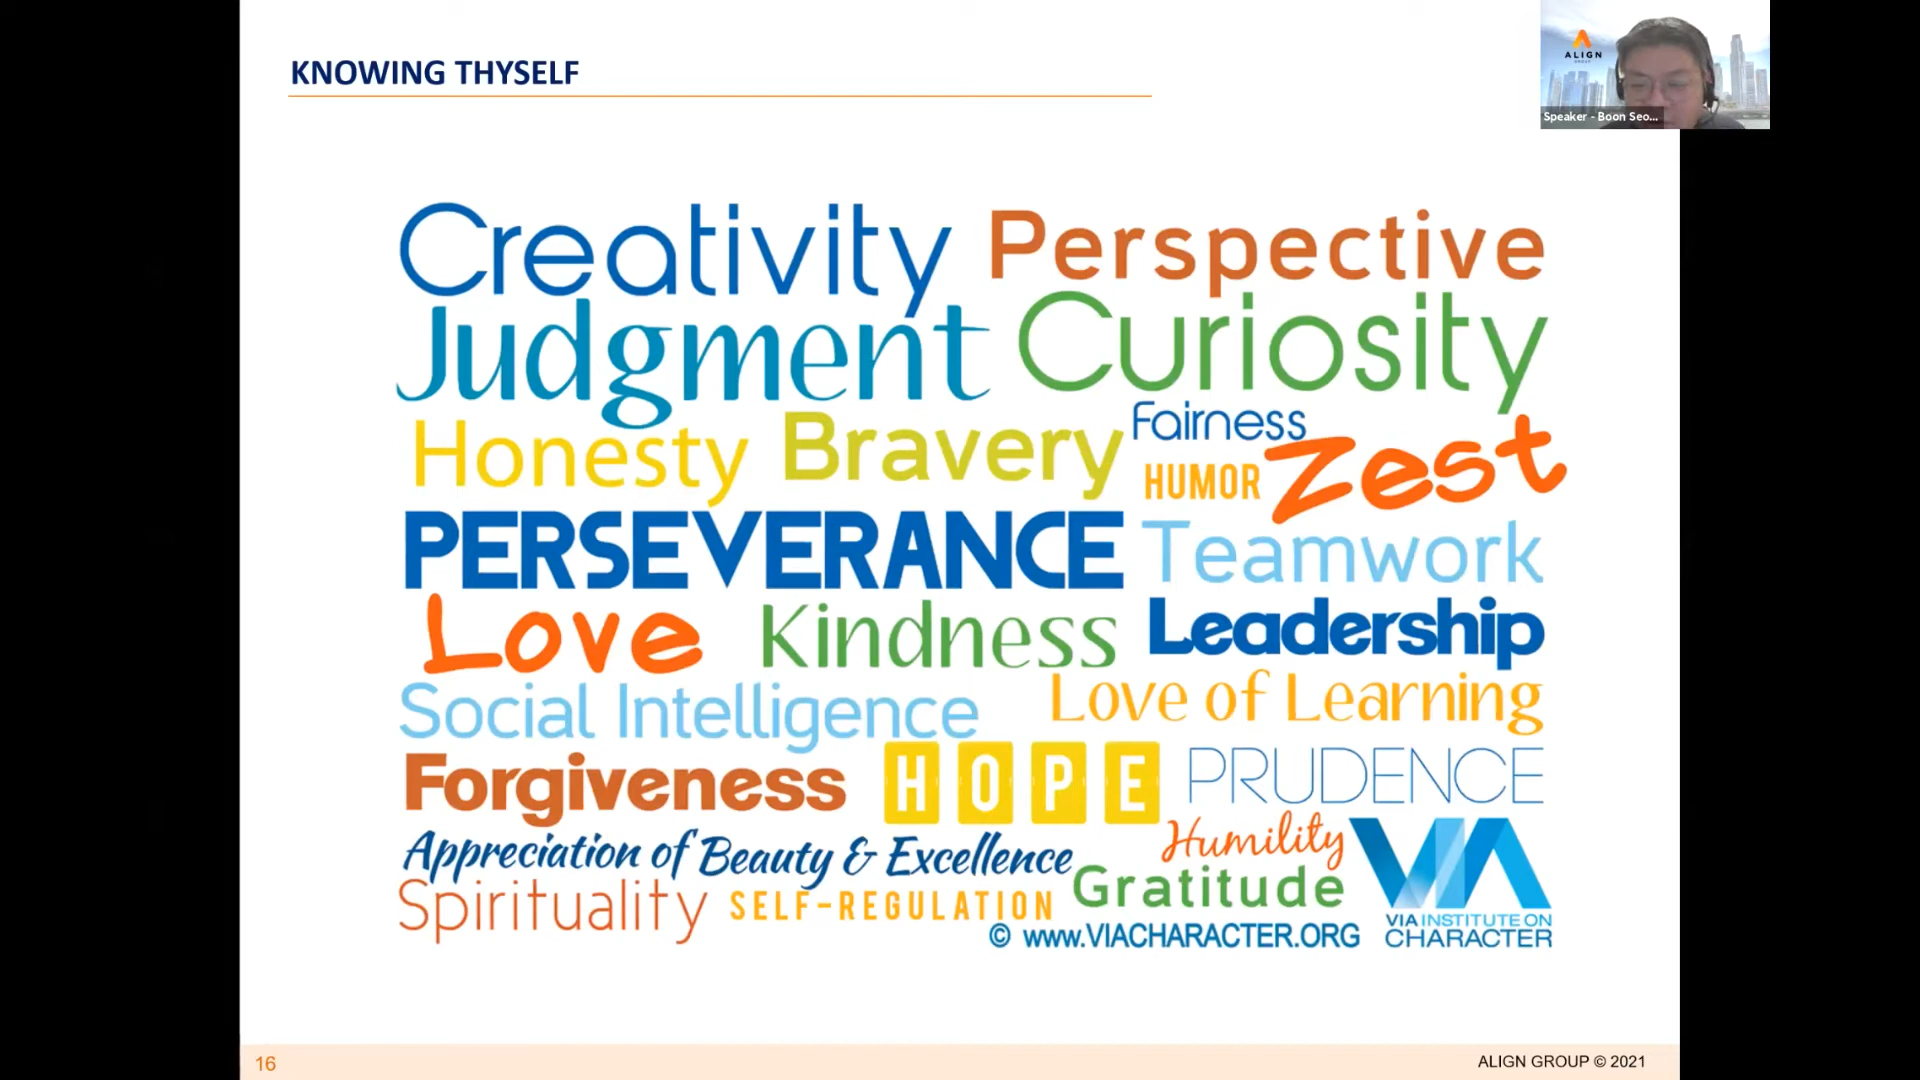 KNOWING THYSELF
ALIGN
GROUP
Speaker - Boon Seo...
Creativity Perspective
Judgment Curiosity
Honesty Bravery Fairness
HUMOR Zest
PERSEVERANCE Teamwork
Love Kindness Leadership
Social Intelligence Love of Learning
Forgiveness HOPE PRUDENCE
Appreciation of Beauty & Excellence Humility
Spirituality SELF-REGULATION Gratitude
VIA
VIA INSTITUTE ON
CHARACTER
© www.VIACHARACTER.ORG
16
ALIGN GROUP © 2021